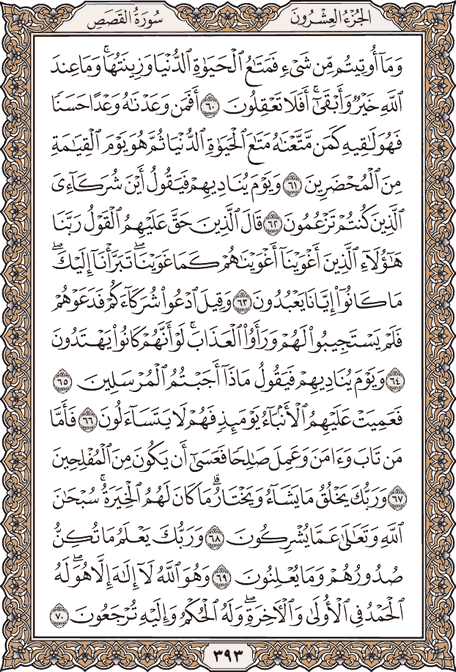 الجزء العشرون سورة القصص
وَمَآ أُوتِيتُم مِّن شَىْءٍ فَمَتَٰعُ ٱلْحَيَوٰةِ ٱلدُّنْيَا وَزِينَتُهَا ۚ وَمَا عِندَ
ٱللَّهِ خَيْرٌ وَأَبْقَىٰٓ ۚ أَفَلَا تَعْقِلُونَ ٦٠ أَفَمَن وَعَدْنَٰهُ وَعْدًا حَسَنًا
فَهُوَ لَٰقِيهِ كَمَن مَّتَّعْنَٰهُ مَتَٰعَ ٱلْحَيَوٰةِ ٱلدُّنْيَا ثُمَّ هُوَ يَوْمَ ٱلْقِيَٰمَةِ
مِنَ ٱلْمُحْضَرِينَ ٦١ وَيَوْمَ يُنَادِيهِمْ فَيَقُولُ أَيْنَ شُرَكَآءِىَ
ٱلَّذِينَ كُنتُمْ تَزْعُمُونَ ٦٢ قَالَ ٱلَّذِينَ حَقَّ عَلَيْهِمُ ٱلْقَوْلُ رَبَّنَا
هَٰٓؤُلَآءِ ٱلَّذِينَ أَغْوَيْنَآ أَغْوَيْنَٰهُمْ كَمَا غَوَيْنَا ۖ تَبَرَّأْنَآ إِلَيْكَ ۖ
مَا كَانُوٓا۟ إِيَّانَا يَعْبُدُونَ ٦٣ وَقِيلَ ٱدْعُوا۟ شُرَكَآءَكُمْ فَدَعَوْهُمْ
فَلَمْ يَسْتَجِيبُوا۟ لَهُمْ وَرَأَوُا۟ ٱلْعَذَابَ ۚ لَوْ أَنَّهُمْ كَانُوا۟ يَهْتَدُونَ
٦٤ وَيَوْمَ يُنَادِيهِمْ فَيَقُولُ مَاذَآ أَجَبْتُمُ ٱلْمُرْسَلِينَ ٦٥
فَعَمِيَتْ عَلَيْهِمُ ٱلْأَنۢبَآءُ يَوْمَئِذٍ فَهُمْ لَا يَتَسَآءَلُونَ ٦٦ فَأَمَّا
مَن تَابَ وَءَامَنَ وَعَمِلَ صَٰلِحًا فَعَسَىٰٓ أَن يَكُونَ مِنَ ٱلْمُفْلِحِينَ
٦٧ وَرَبُّكَ يَخْلُقُ مَا يَشَآءُ وَيَخْتَارُ ۗ مَا كَانَ لَهُمُ ٱلْخِيَرَةُ ۚ سُبْحَٰنَ
ٱللَّهِ وَتَعَٰلَىٰ عَمَّا يُشْرِكُونَ ٦٨ وَرَبُّكَ يَعْلَمُ مَا تُكِنُّ
صُدُورُهُمْ وَمَا يُعْلِنُونَ ٦٩ وَهُوَ ٱللَّهُ لَآ إِلَٰهَ إِلَّا هُوَ ۖ لَهُ
ٱلْحَمْدُ فِى ٱلْأُولَىٰ وَٱلْءَاخِرَةِ ۖ وَلَهُ ٱلْحُكْمُ وَإِلَيْهِ تُرْجَعُونَ ٧٠
٣٩٣